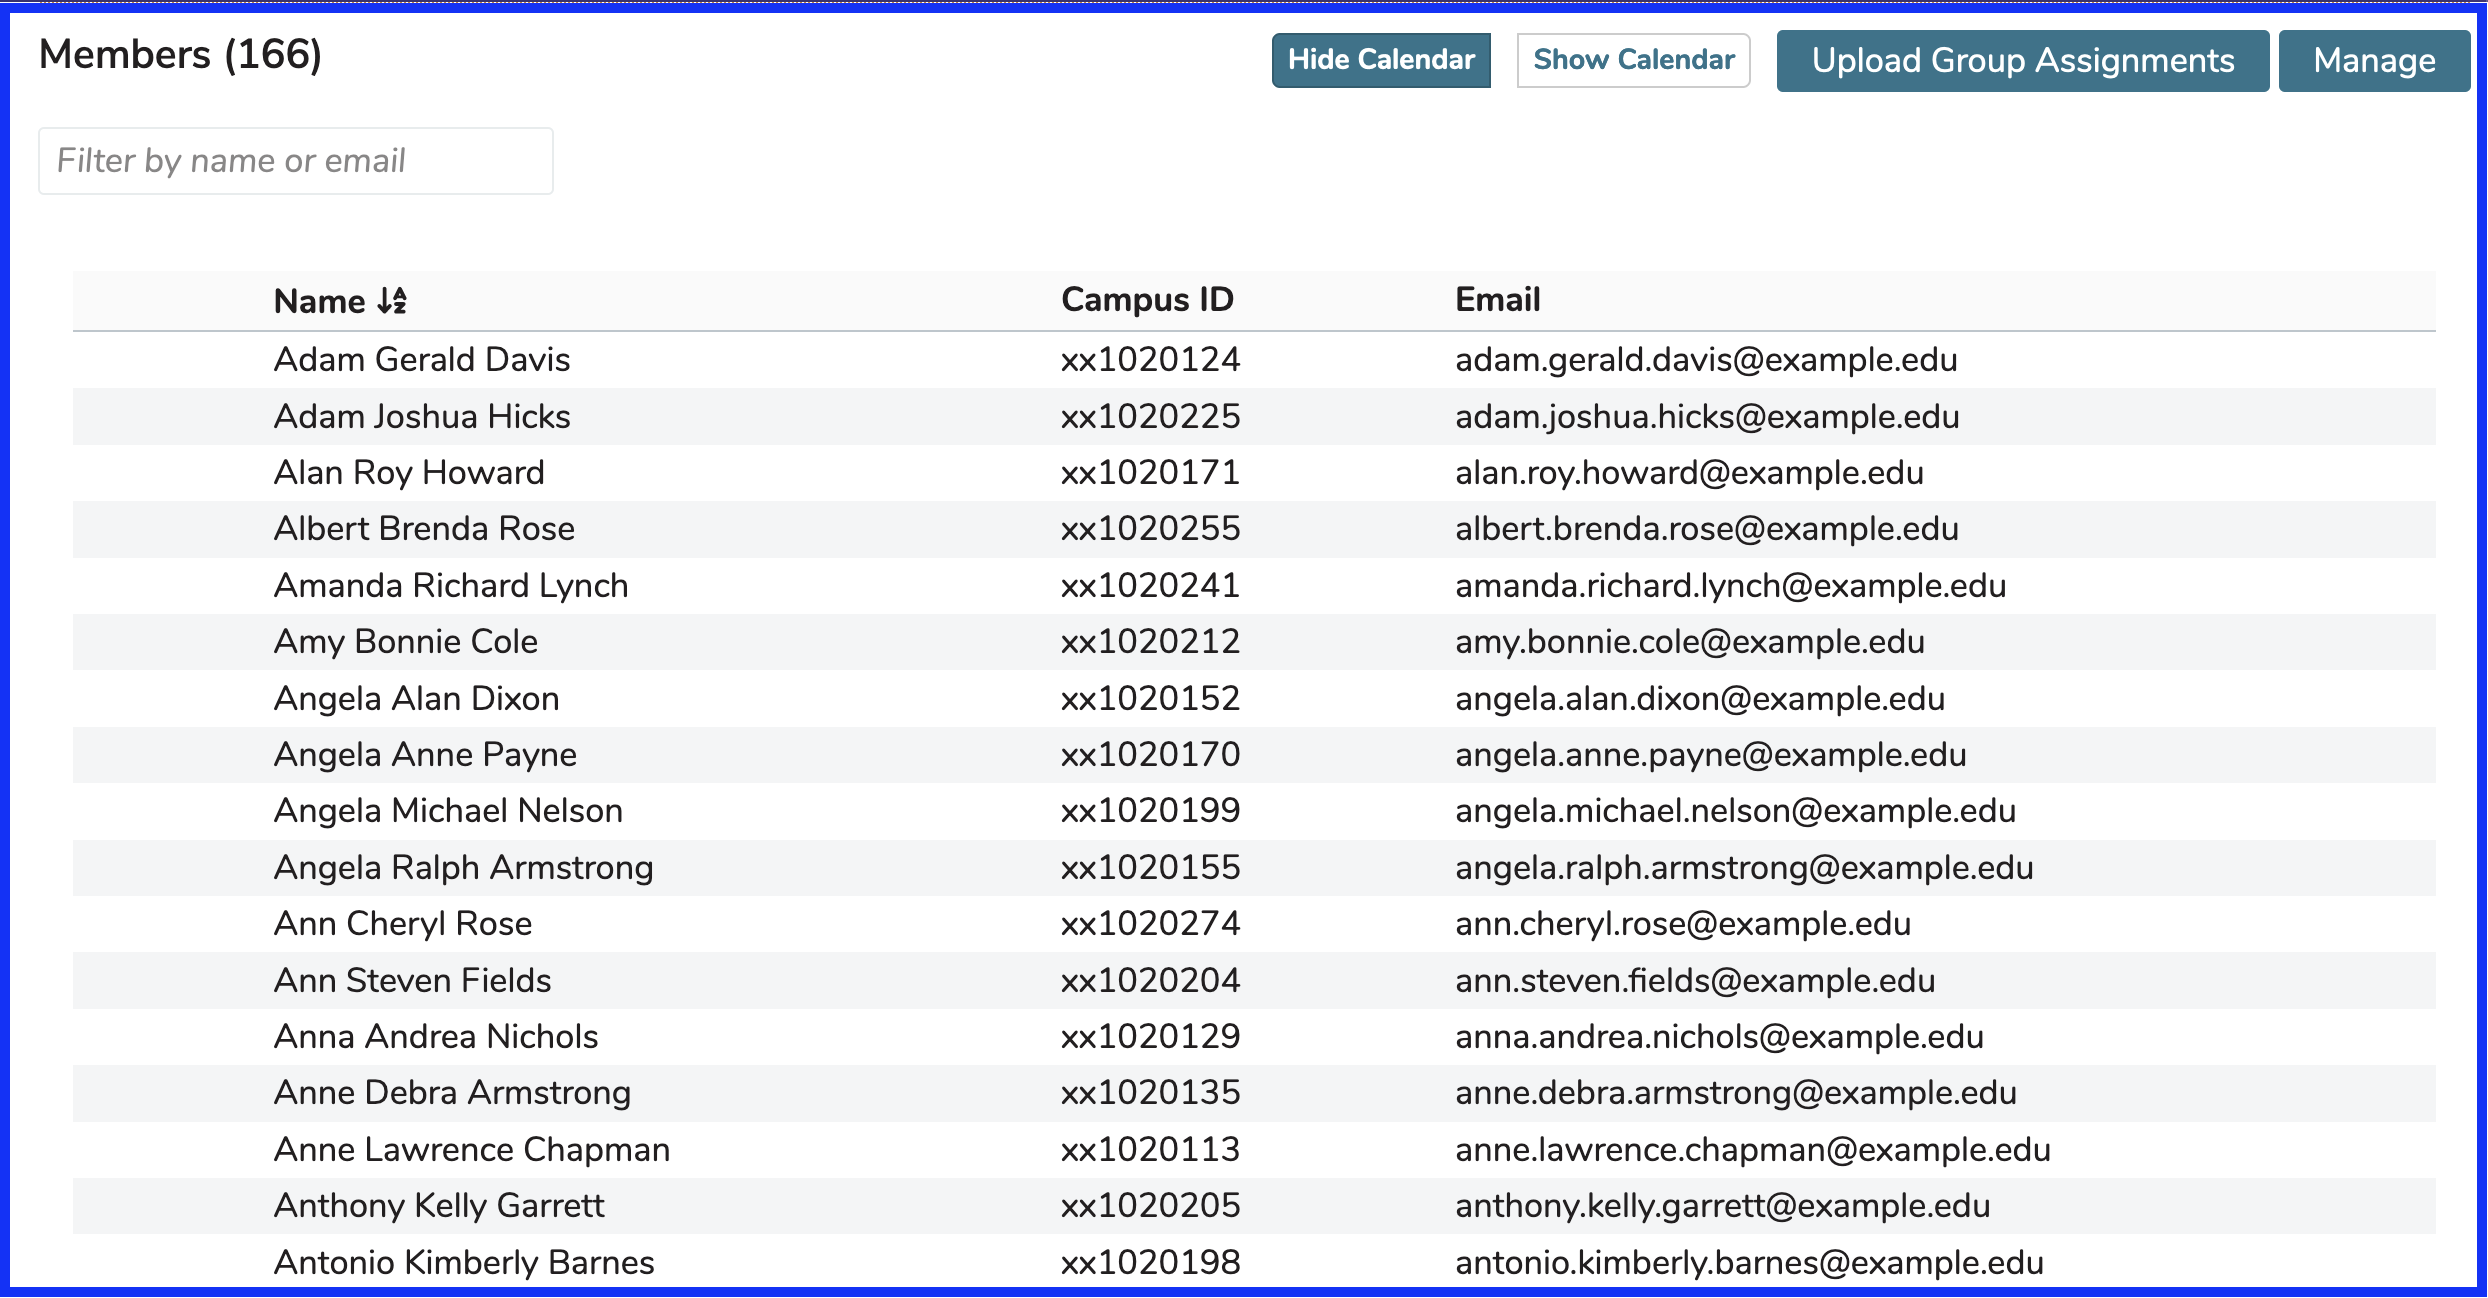 Members (166) Hide Calendar Show Calendar Upload Group Assignments Manage
Filter by name or email
Name Campus ID Email
Adam Gerald Davis xx1020124 adam.gerald.davis@example.edu
Adam Joshua Hicks xx1020225 adam.joshua.hicks@example.edu
Alan Roy Howard xx1020171 alan.roy.howard@example.edu
Albert Brenda Rose xx1020255 albert.brenda.rose@example.edu
Amanda Richard Lynch xx1020241 amanda.richard.lynch@example.edu
Amy Bonnie Cole xx1020212 amy.bonnie.cole@example.edu
Angela Alan Dixon xx1020152 angela.alan.dixon@example.edu
Angela Anne Payne xx1020170 angela.anne.payne@example.edu
Angela Michael Nelson xx1020199 angela.michael.nelson@example.edu
Angela Ralph Armstrong xx1020155 angela.ralph.armstrong@example.edu
Ann Cheryl Rose xx1020274 ann.cheryl.rose@example.edu
Ann Steven Fields xx1020204 ann.steven.fields@example.edu
Anna Andrea Nichols xx1020129 anna.andrea.nichols@example.edu
Anne Debra Armstrong xx1020135 anne.debra.armstrong@example.edu
Anne Lawrence Chapman xx1020113 anne.lawrence.chapman@example.edu
Anthony Kelly Garrett xx1020205 anthony.kelly.garrett@example.edu
Antonio Kimberly Barnes xx1020198 antonio.kimberly.barnes@example.edu